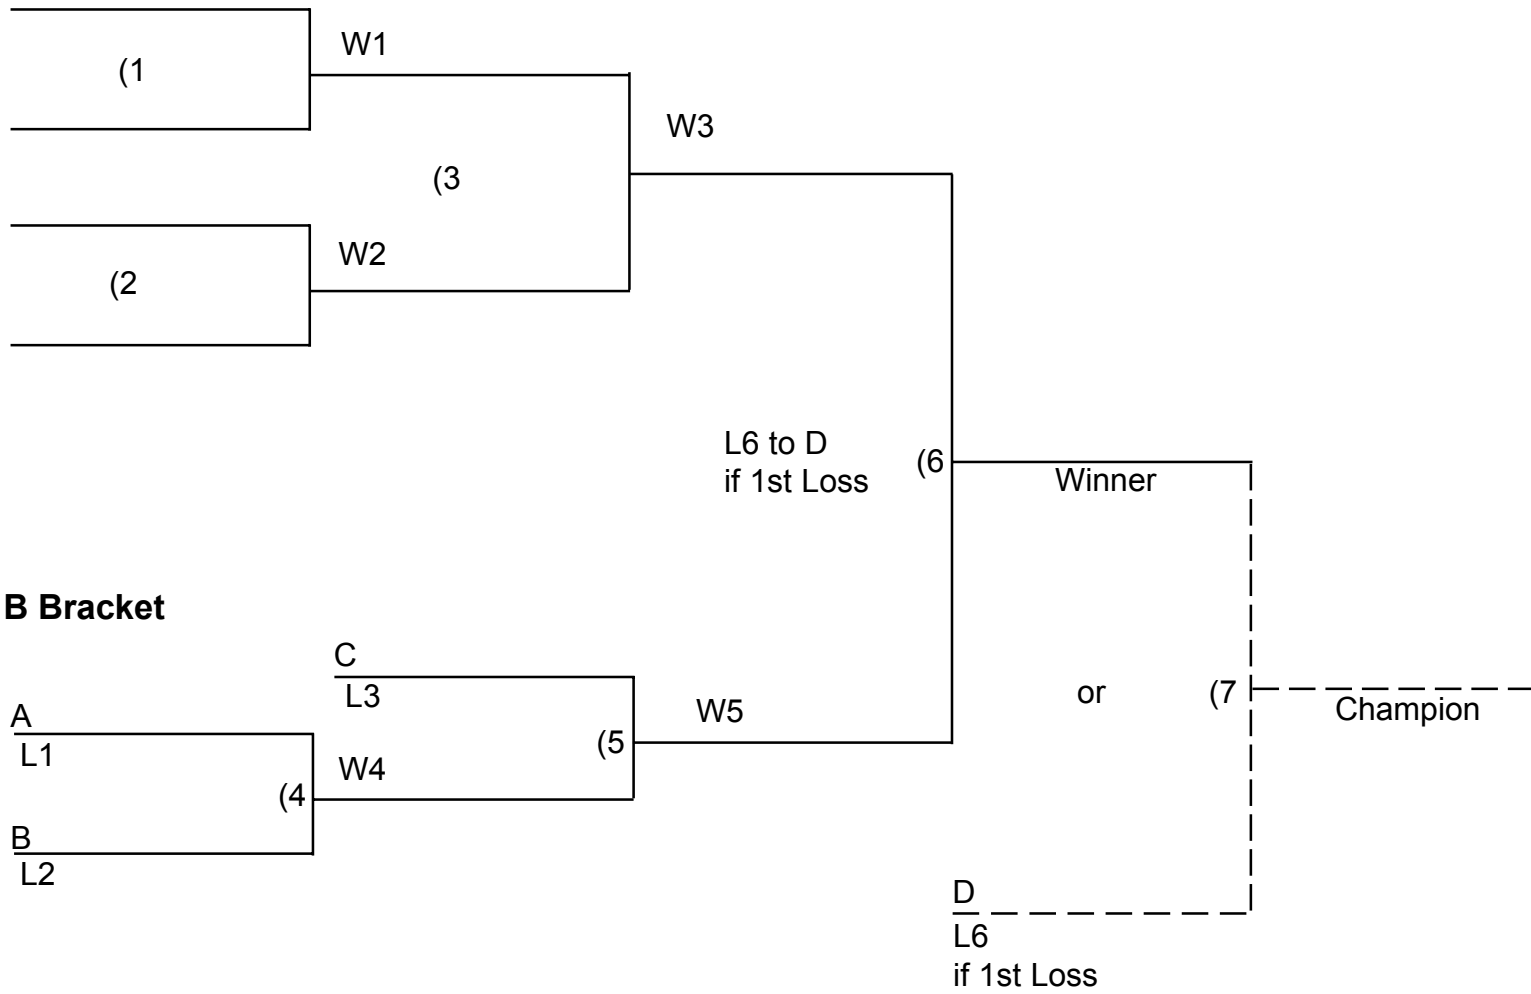 W1
(1
W3
(3
W2
(2
L6 to D
if 1st Loss
(6
Winner
B Bracket
C
L3
A
L1
W5
(5
or
(7
Champion
W4
(4
B
L2
D
L6
if 1st Loss